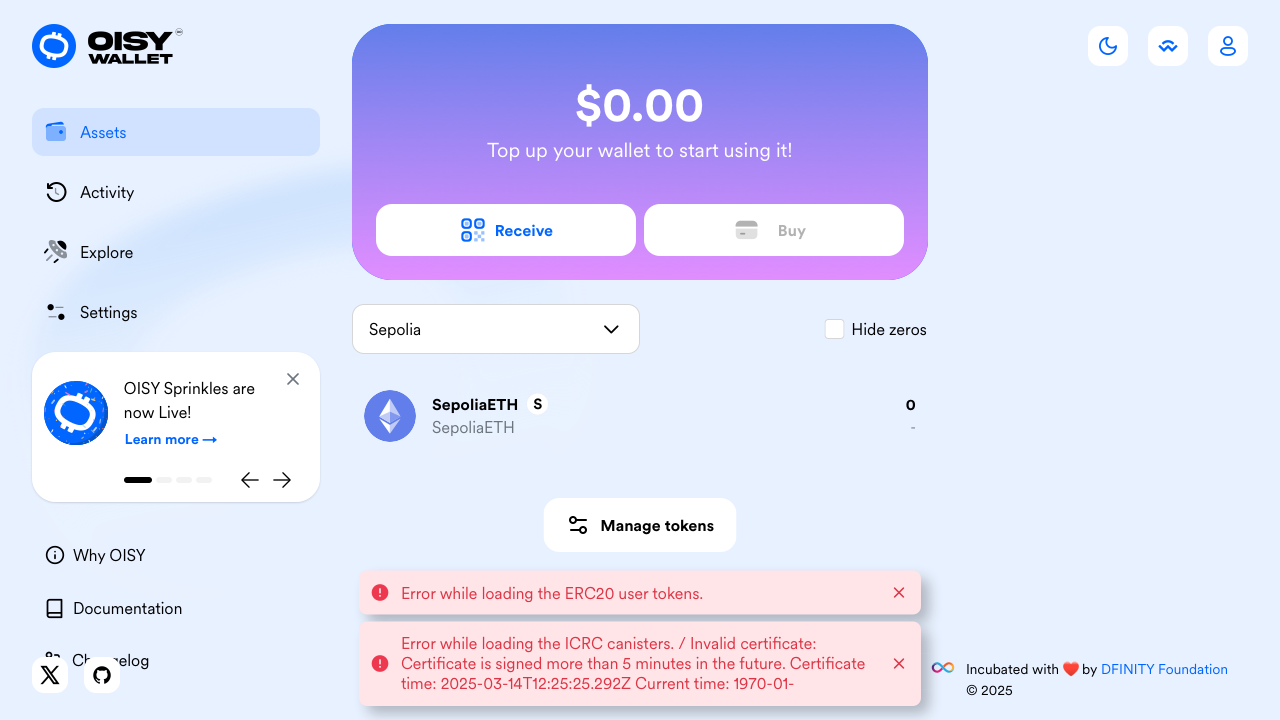 OISY
WALLET
Assets
Activity
Explore
Settings
OISY Sprinkles are
now Live!
Learn more →
Why OISY
Documentation
$0.00
Top up your wallet to start using it!
Receive
Buy
Sepolia
Hide zeros
SepoliaETH S
0
SepoliaETH
-
Manage tokens
Error while loading the ERC20 user tokens.
Error while loading the ICRC canisters. / Invalid certificate:
Certificate is signed more than 5 minutes in the future. Certificate
time: 2025-03-14T12:25:25.292Z Current time: 1970-01-
Incubated with ❤️ by DFINITY Foundation
© 2025